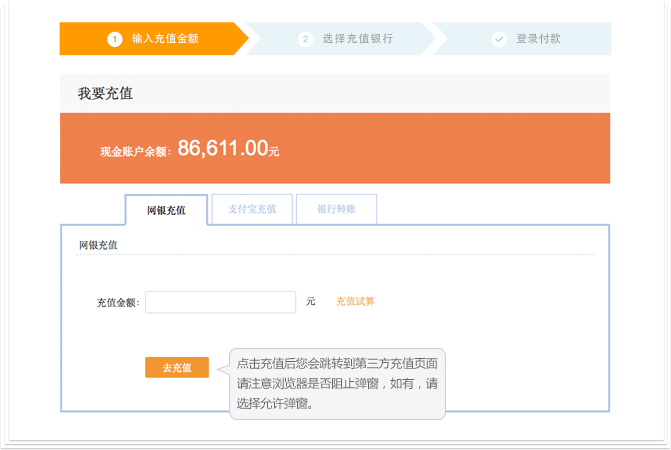 1 输入充值金额
2 选择充值银行
登录付款
我要充值
现金账户余额：86,611.00元
网银充值
支付宝充值
银行转账
网银充值
充值金额： 元 充值试算
去充值
点击充值后您会跳转到第三方充值页面
请注意浏览器是否阻止弹窗，如有，请
选择允许弹窗。